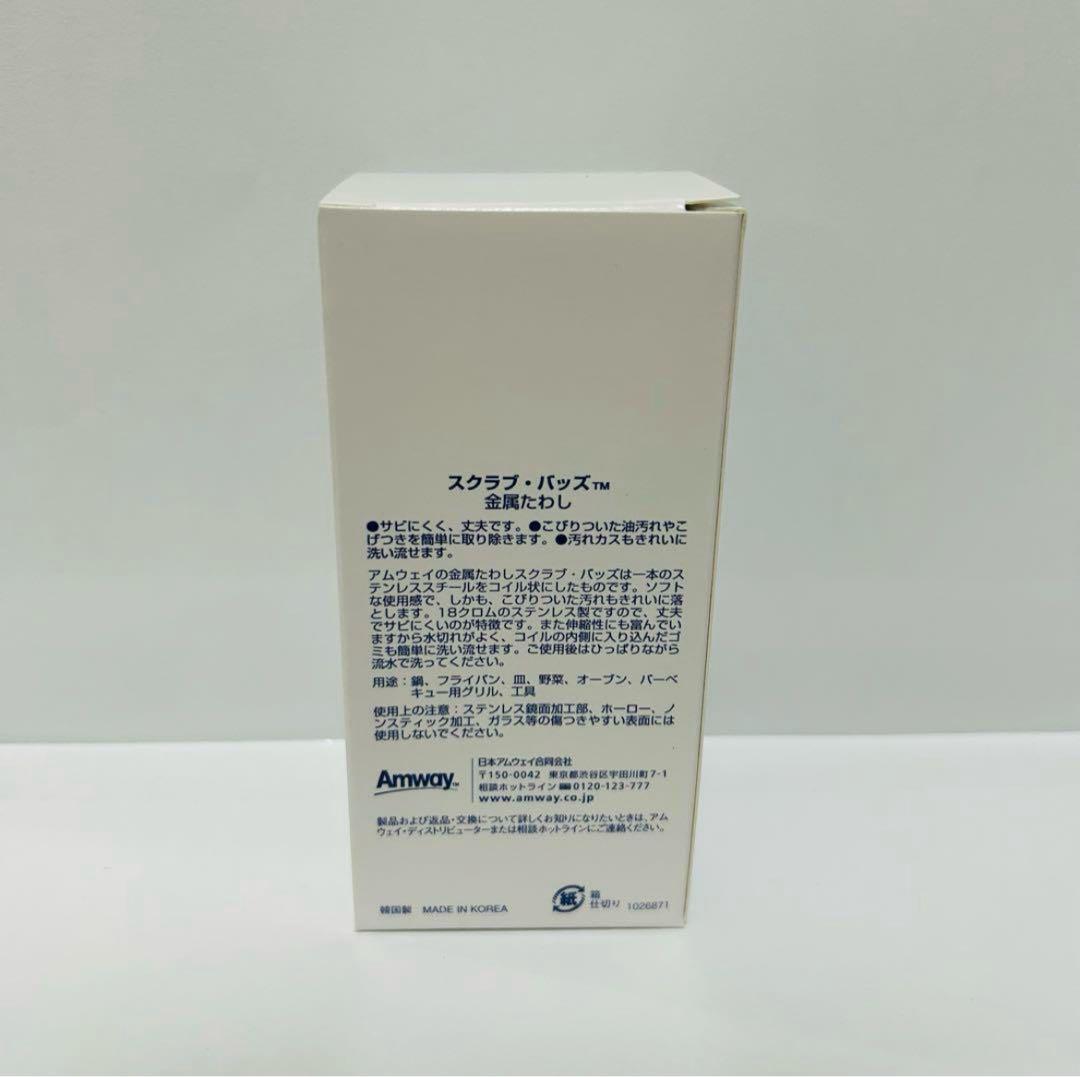 スクラブ・バッズ™
金属たわし
●サビにくく、丈夫です。●こびりついた油汚れやこ
げつきを簡単に取り除きます。●汚れカスもきれいに
洗い流せます。
アムウェイの金属たわしスクラブ・バッズは一本のス
テンレススチールをコイル状にしたものです。ソフト
な使用感で、しかも、こびりついた汚れもきれいに落
とします。18クロムのステンレス製ですので、丈夫
でサビにくいのが特徴です。また伸縮性にも富んでい
ますから水切れがよく、コイルの内側に入り込んだゴ
ミも簡単に洗い流せます。ご使用後はひっぱりながら
流水で洗ってください。
用途：鍋、フライパン、皿、野菜、オーブン、バーベ
キュー用グリル、工具
使用上の注意：ステンレス鏡面加工部、ホーロー、ノ
ンスティック加工、ガラス等の傷つきやすい表面には
使用しないでください。
Amway™
日本アムウェイ合同会社
〒150-0042 東京都渋谷区宇田川町7-1
相談ホットライン 0120-123-777
www.amway.co.jp
製品および返品・交換について詳しくお知りになりたいときは、アム
ウェイ・ディストリビューターまたは相談ホットラインにご連絡ください。
韓国製 MADE IN KOREA
紙
箱
仕切り 1026871